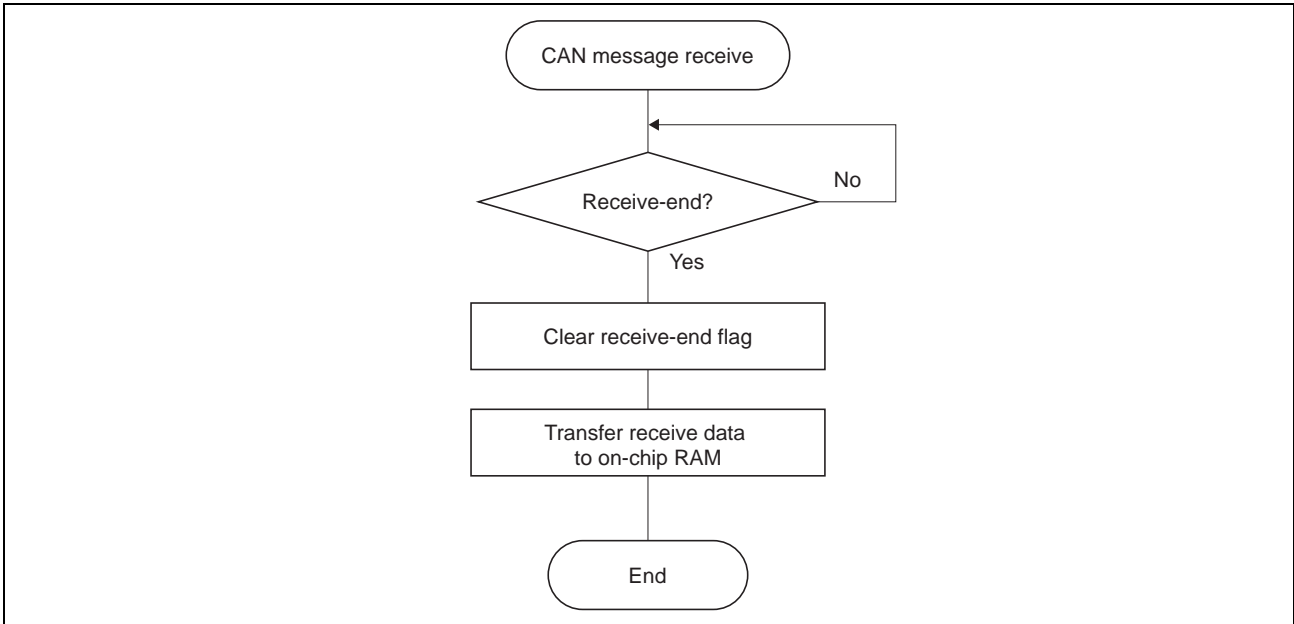 CAN message receive
No
Receive-end?
Yes
Clear receive-end flag
Transfer receive data
to on-chip RAM
End